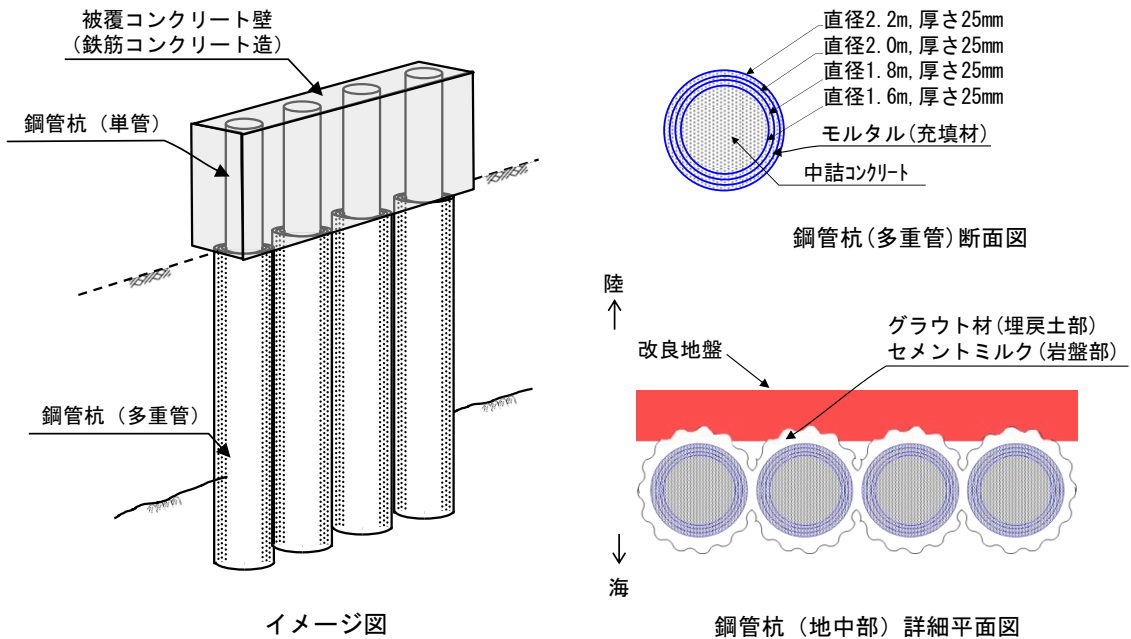 被覆コンクリート壁
(鉄筋コンクリート造)
鋼管杭（単管）
鋼管杭（多重管）
イメージ図
直径2.2m,厚さ25mm
直径2.0m,厚さ25mm
直径1.8m,厚さ25mm
直径1.6m,厚さ25mm
モルタル(充填材)
中詰コンクリート
鋼管杭(多重管)断面図
陸
グラウト材(埋戻土部)
セメントミルク(岩盤部)
改良地盤
海
鋼管杭（地中部）詳細平面図